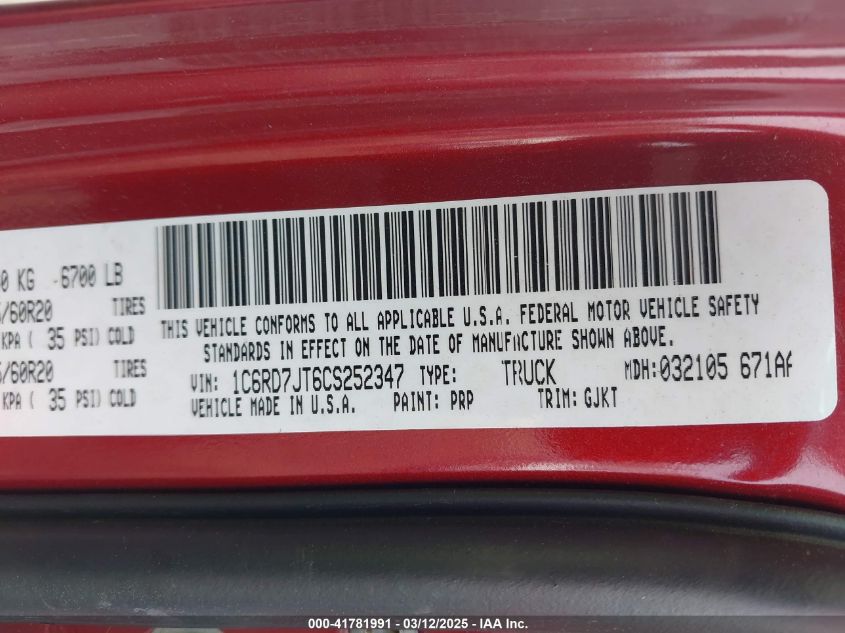 0 KG -6700 LB
/60R20 TIRES
KPA ( 35 PSI) COLD
/60R20 TIRES
KPA ( 35 PSI) COLD
THIS VEHICLE CONFORMS TO ALL APPLICABLE U.S.A. FEDERAL MOTOR VEHICLE SAFETY
STANDARDS IN EFFECT ON THE DATE OF MANUFACTURE SHOWN ABOVE.
VIN: 1C6RD7JT6CS252347 TYPE: TRUCK MDH:032105 671AA
VEHICLE MADE IN U.S.A. PAINT: PRP TRIM: GJKT
000-41781991 | 03/12/2025 - IAA Inc.